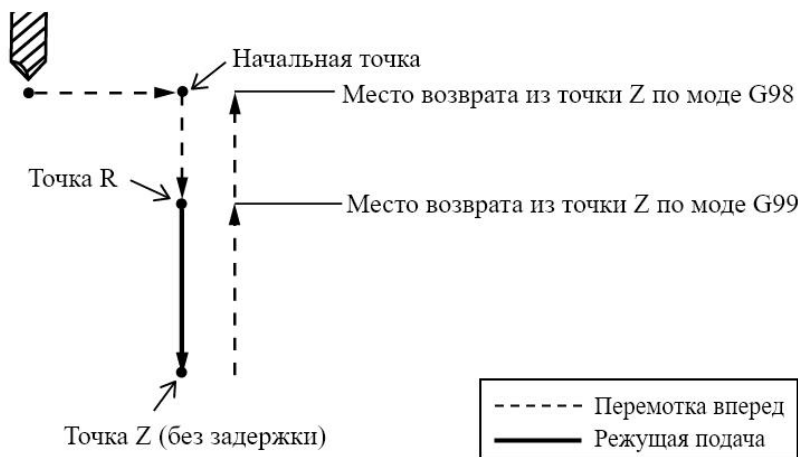 Начальная точка
Место возврата из точки Z по моде G98
Точка R
Место возврата из точки Z по моде G99
Точка Z (без задержки)
Перемотка вперед
Режущая подача